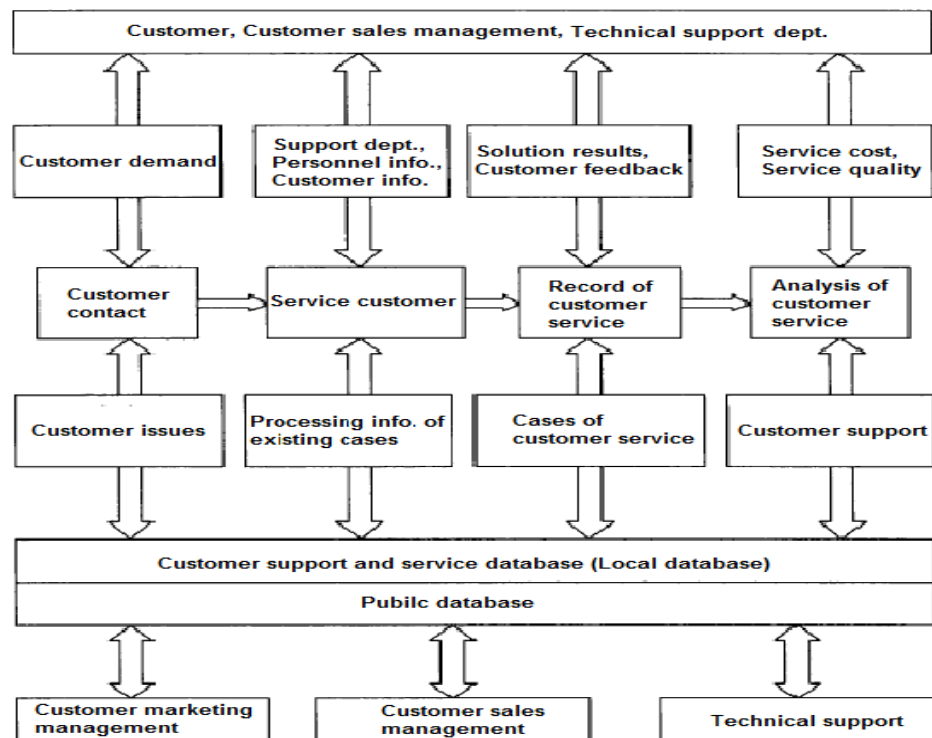 Customer, Customer sales management, Technical support dept.
Customer demand
Support dept.,
Personnel info.,
Customer info.
Solution results,
Customer feedback
Service cost,
Service quality
Customer
contact
Service customer
Record of
customer
service
Analysis of
customer
service
Customer issues
Processing info. of
existing cases
Cases of
customer service
Customer support
Customer support and service database (Local database)
Pubilc database
Customer marketing
management
Customer sales
management
Technical support